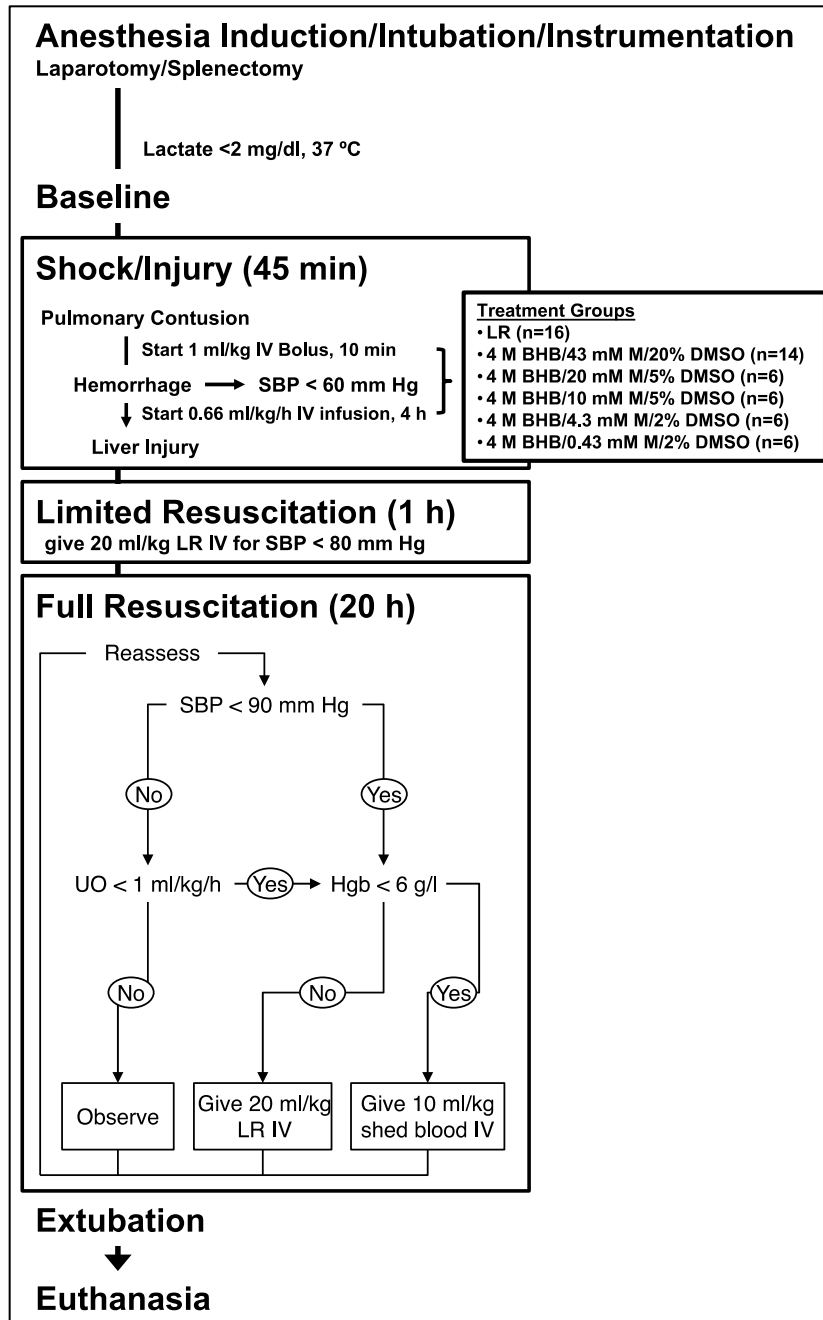 Anesthesia Induction/Intubation/Instrumentation
Laparotomy/Splenectomy
Lactate <2 mg/dl, 37 ºC
Baseline
Shock/Injury (45 min)
Pulmonary Contusion
Start 1 ml/kg IV Bolus, 10 min
Hemorrhage
SBP < 60 mm Hg
Start 0.66 ml/kg/h IV infusion, 4 h
Liver Injury
Treatment Groups
• LR (n=16)
• 4 M BHB/43 mM M/20% DMSO (n=14)
• 4 M BHB/20 mM M/5% DMSO (n=6)
• 4 M BHB/10 mM M/5% DMSO (n=6)
• 4 M BHB/4.3 mM M/2% DMSO (n=6)
• 4 M BHB/0.43 mM M/2% DMSO (n=6)
Limited Resuscitation (1 h)
give 20 ml/kg LR IV for SBP < 80 mm Hg
Full Resuscitation (20 h)
Reassess
SBP < 90 mm Hg
No
Yes
UO < 1 ml/kg/h
Yes
Hgb < 6 g/l
No
No
Yes
Observe
Give 20 ml/kg
LR IV
Give 10 ml/kg
shed blood IV
Extubation
Euthanasia